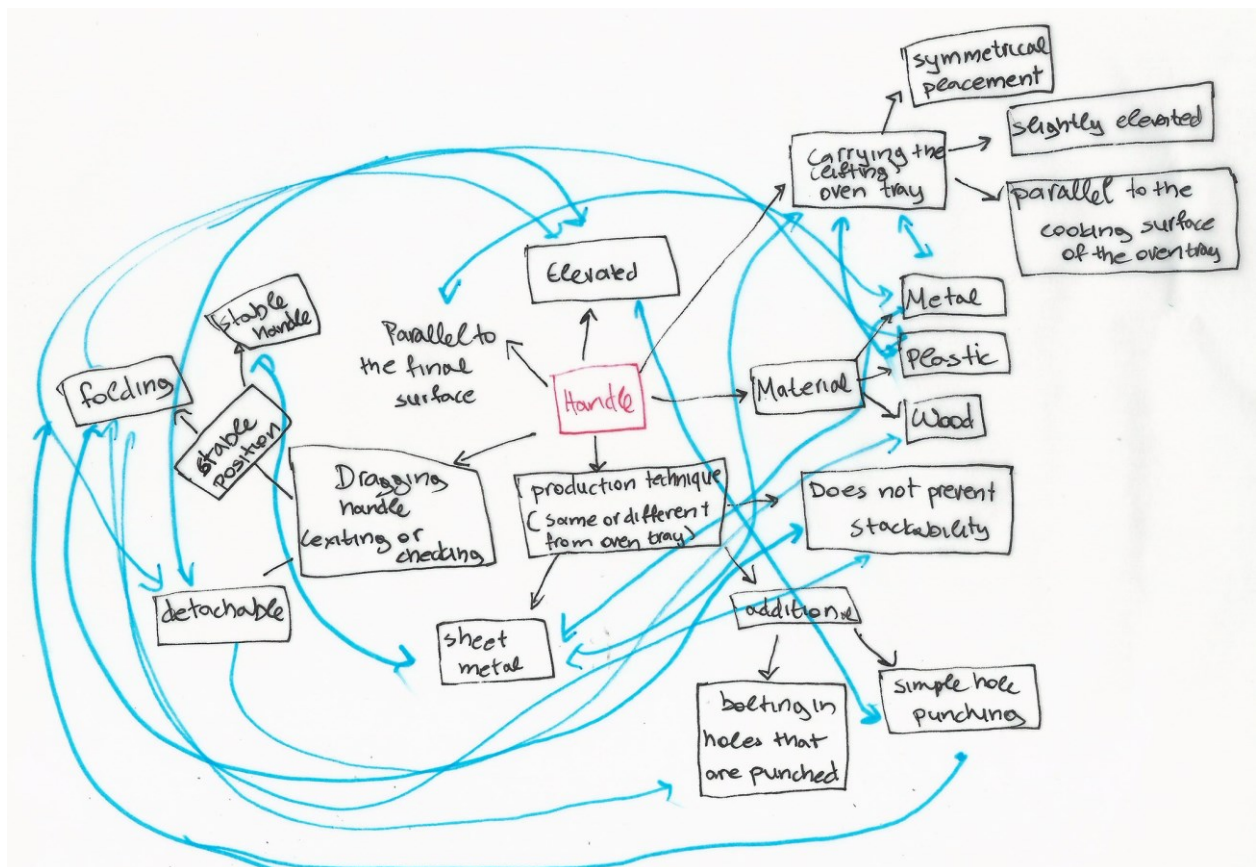 symmetrical
peacement
slightly elevated
Carrying the
oven tray
parallel to the
cooking surface
of the oven tray
Elevated
Metal
stable
handle
Parallel to
the final
surface
Plastic
folding
Handle
Material
Wood
stable
position
Dragging
handle
(exiting or
checking
production technique
(same or different
from oven tray)
Does not prevent
stackability
detachable
sheet
metal
simple hole
punching
bolting in
holes that
are punched